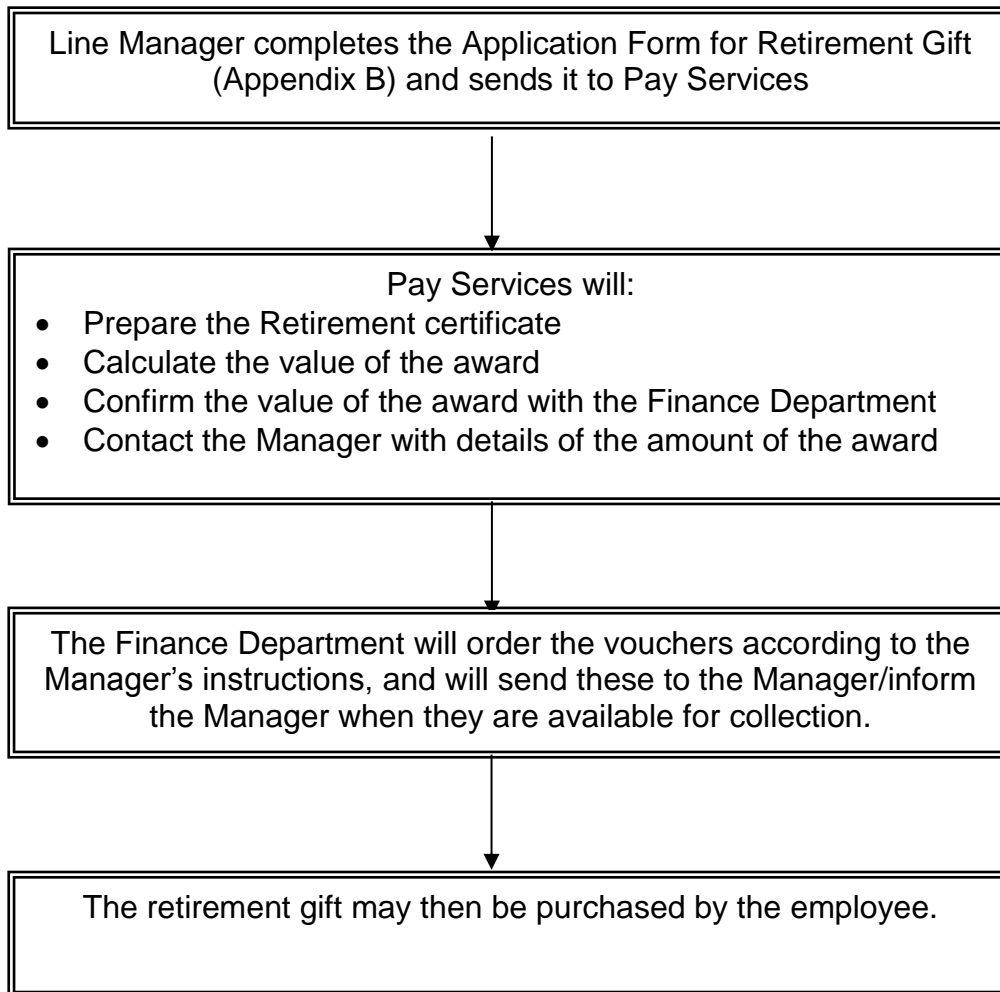 Line Manager completes the Application Form for Retirement Gift
(Appendix B) and sends it to Pay Services
Pay Services will:
• Prepare the Retirement certificate
• Calculate the value of the award
• Confirm the value of the award with the Finance Department
• Contact the Manager with details of the amount of the award
The Finance Department will order the vouchers according to the
Manager's instructions, and will send these to the Manager/inform
the Manager when they are available for collection.
The retirement gift may then be purchased by the employee.